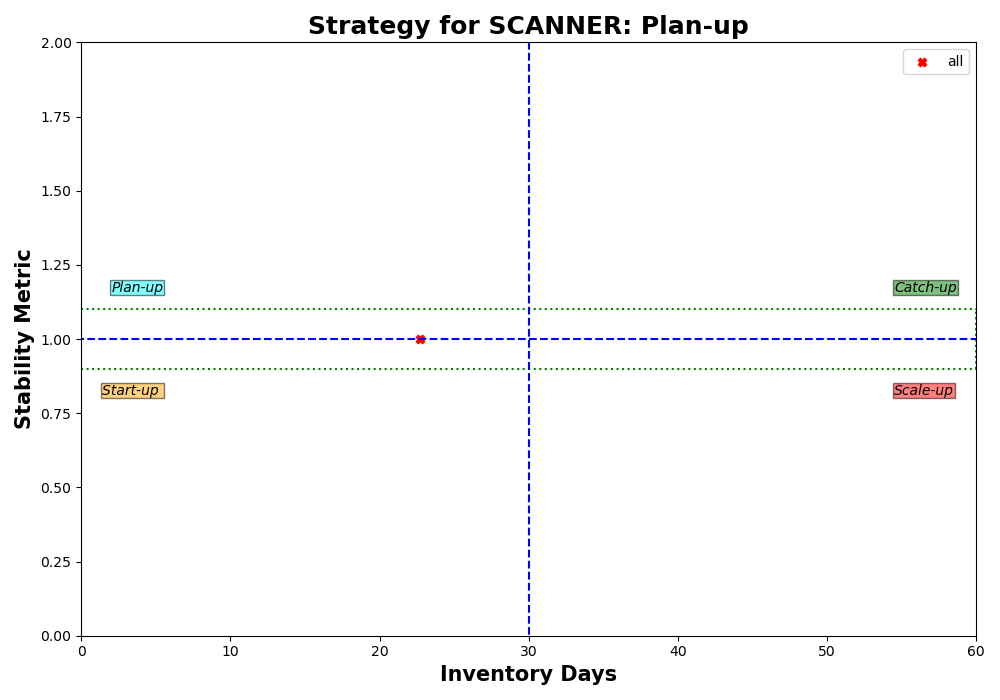 Strategy for SCANNER: Plan-up
all
Stability Metric
2.00
1.75
1.50
1.25
1.00
0.75
0.50
0.25
0.00
Plan-up
Catch-up
Start-up
Scale-up
0 10 20 30 40 50 60
Inventory Days